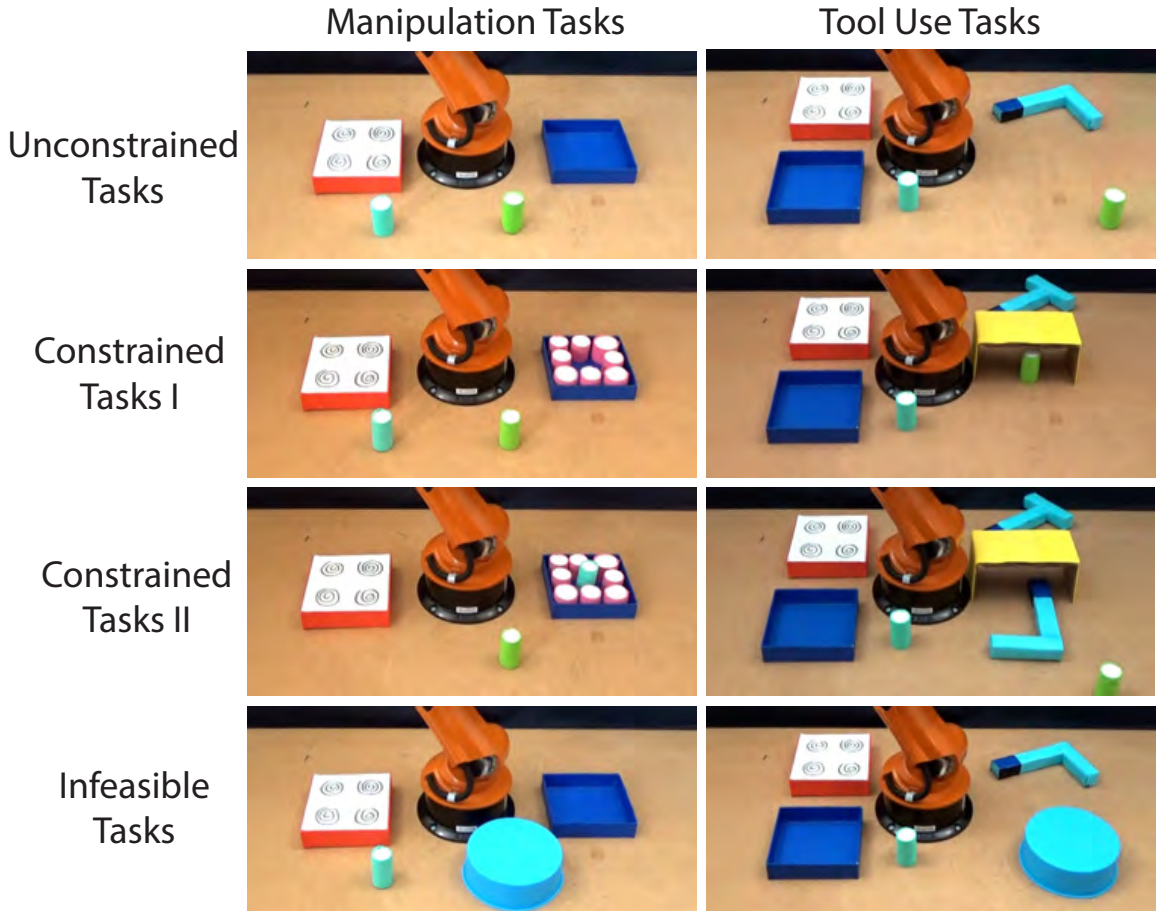 Manipulation Tasks
Tool Use Tasks
Unconstrained
Tasks
Constrained
Tasks I
Constrained
Tasks II
Infeasible
Tasks